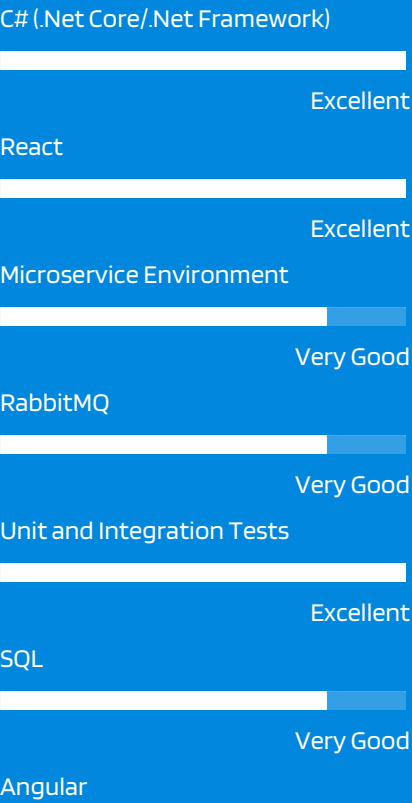 C# (.Net Core/.Net Framework)
Excellent
React
Excellent
Microservice Environment
Very Good
RabbitMQ
Very Good
Unit and Integration Tests
Excellent
SQL
Very Good
Angular